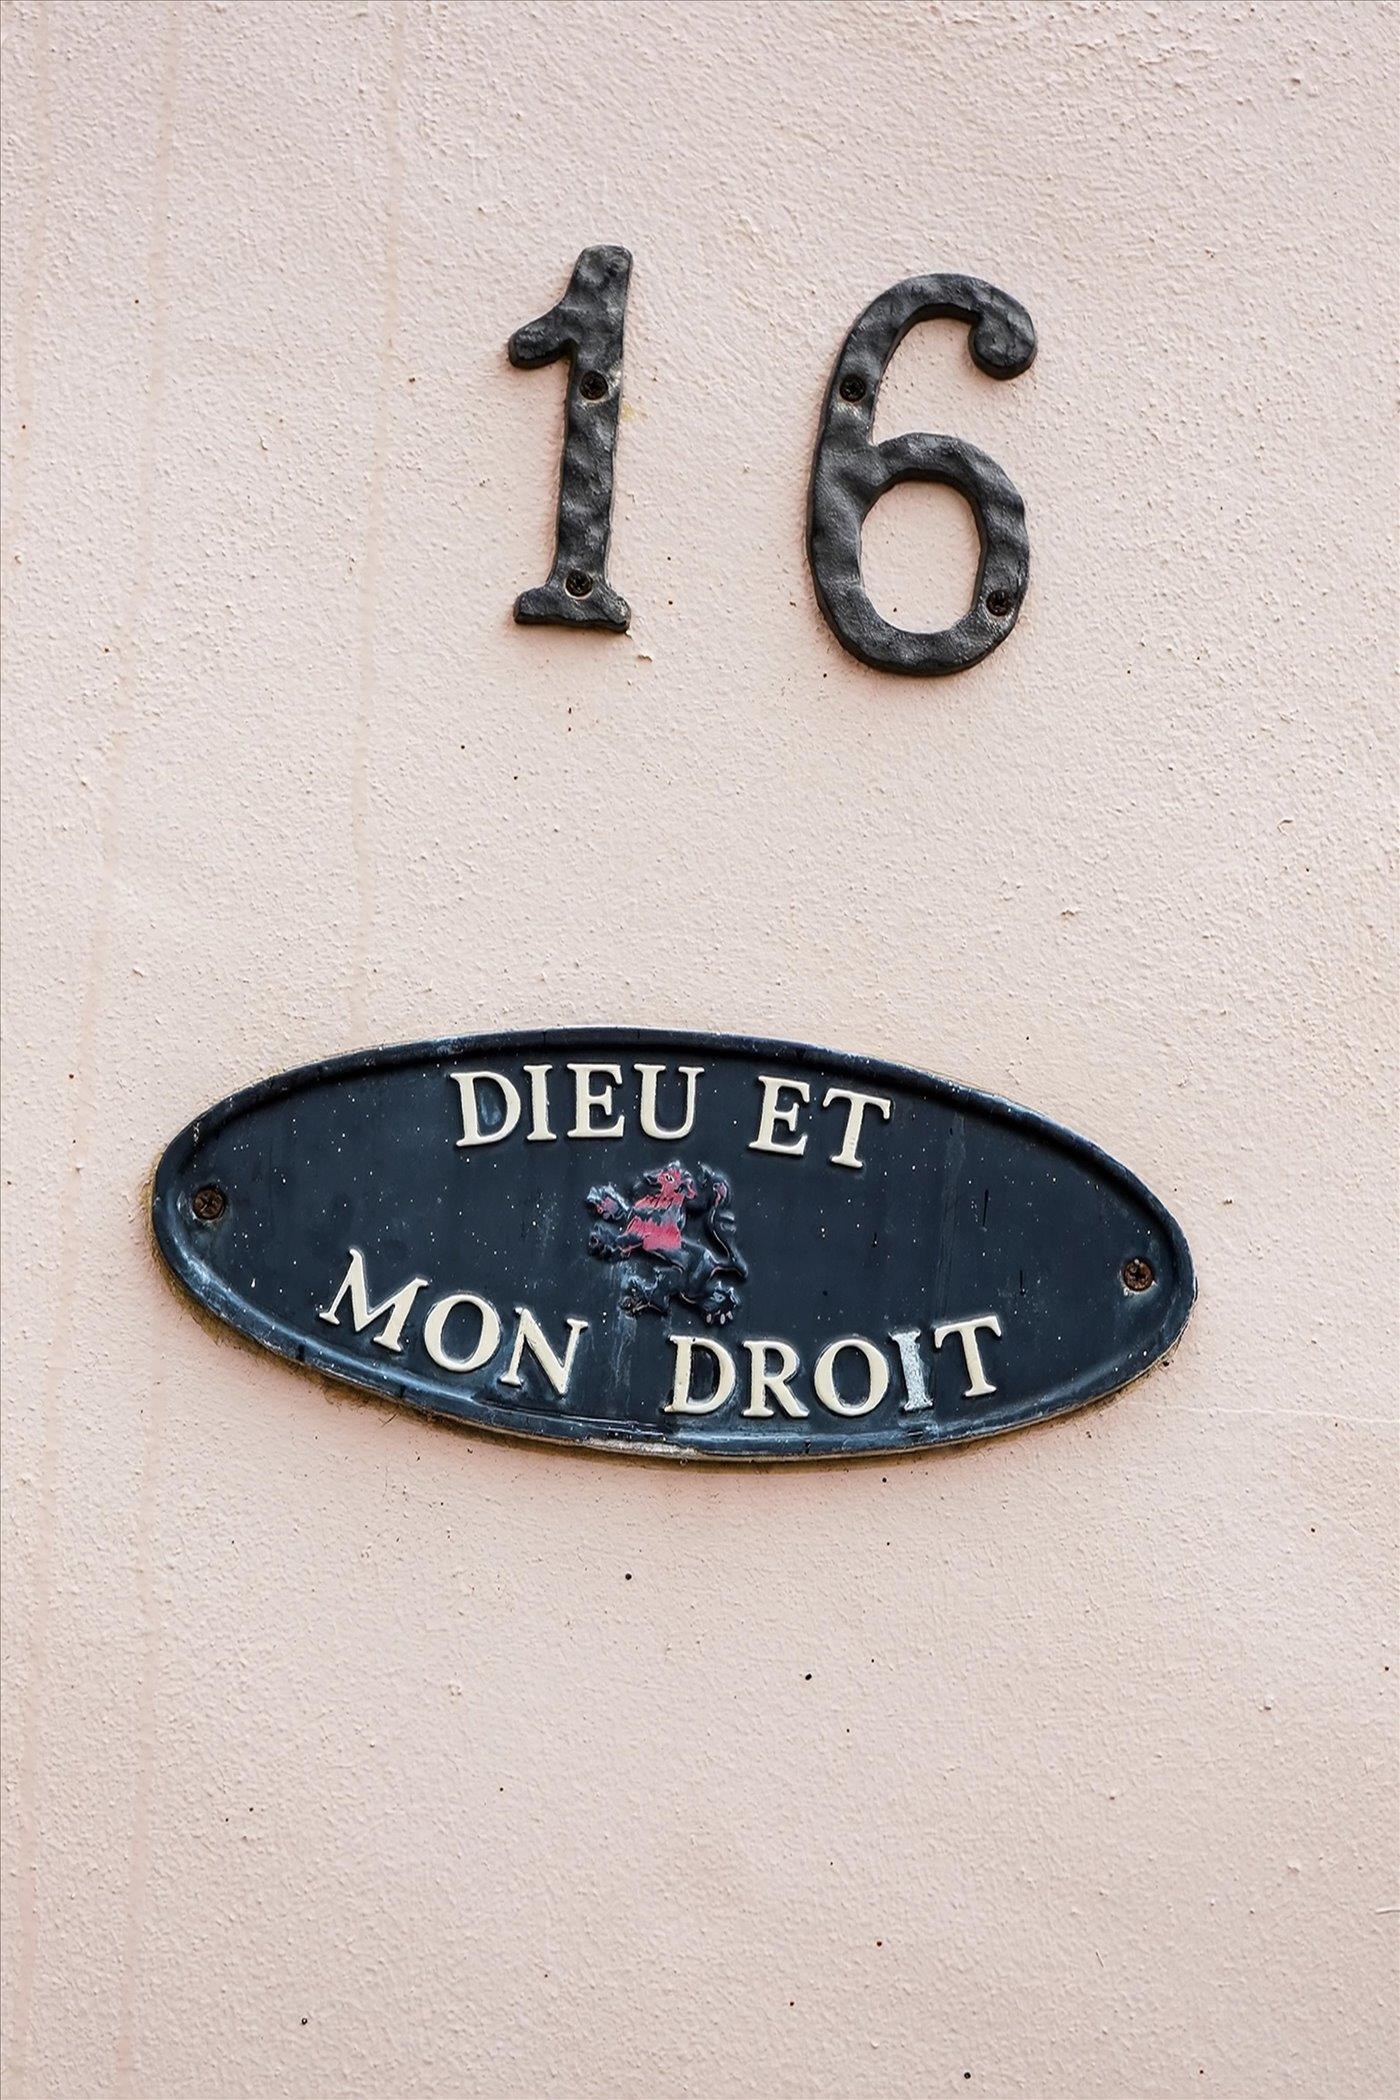 16
DIEU ET
MON DROIT